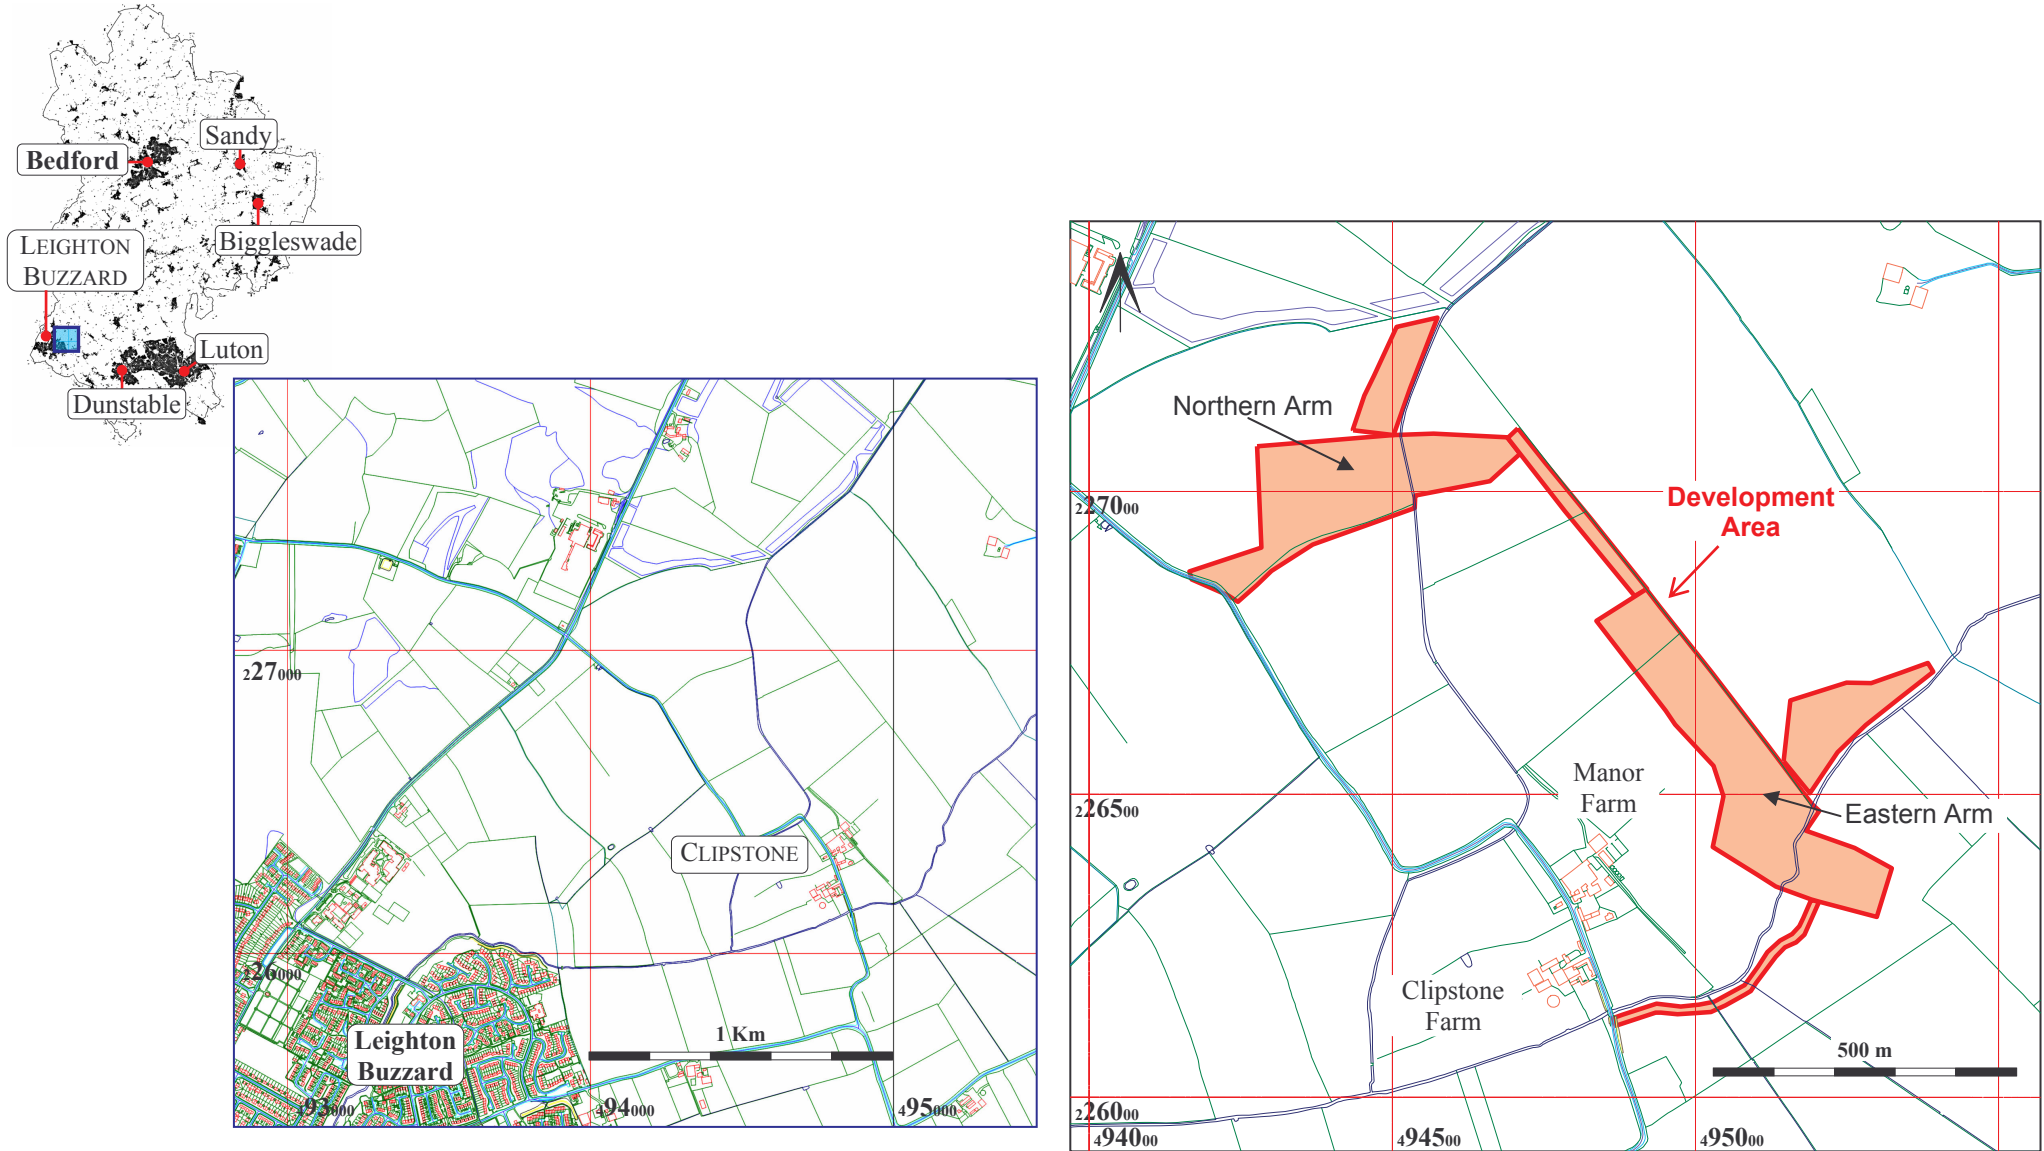 Sandy
Bedford
Biggleswade
LEIGHTON
BUZZARD
Luton
Dunstable
227000
CLIPSTONE
226000
1 Km
Leighton
Buzzard
493000
494000
495000
Northern Arm
227000
Development
Area
Manor
Farm
226500
Eastern Arm
Clipstone
Farm
500 m
226000
494000
494500
495000